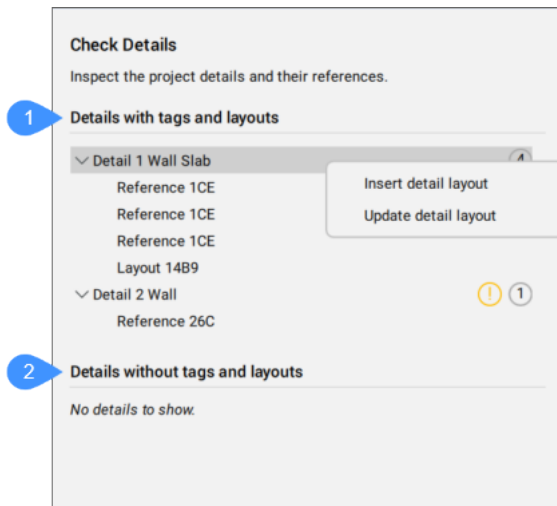 Check Details
Inspect the project details and their references.
1
Details with tags and layouts
Detail 1 Wall Slab
4
Reference 1CE
Insert detail layout
Reference 1CE
Update detail layout
Reference 1CE
Layout 14B9
Detail 2 Wall
! 1
Reference 26C
2
Details without tags and layouts
No details to show.